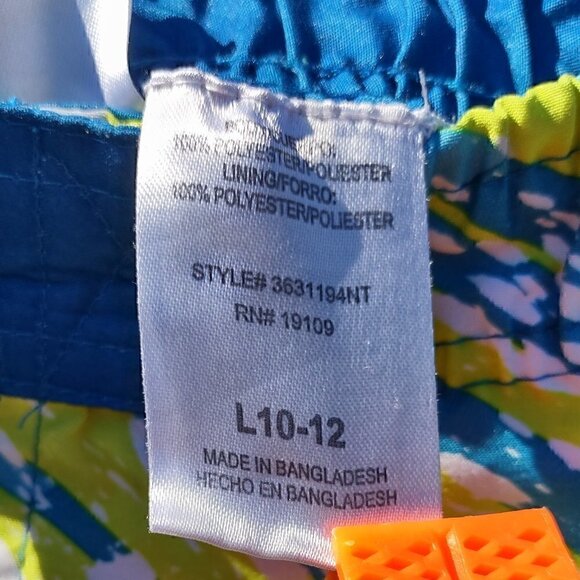 100% POLYESTER/POLIESTER
LINING/FORRO:
100% POLYESTER/POLIESTER
STYLE# 3631194NT
RN# 19109
L10-12
MADE IN BANGLADESH
HECHO EN BANGLADESH